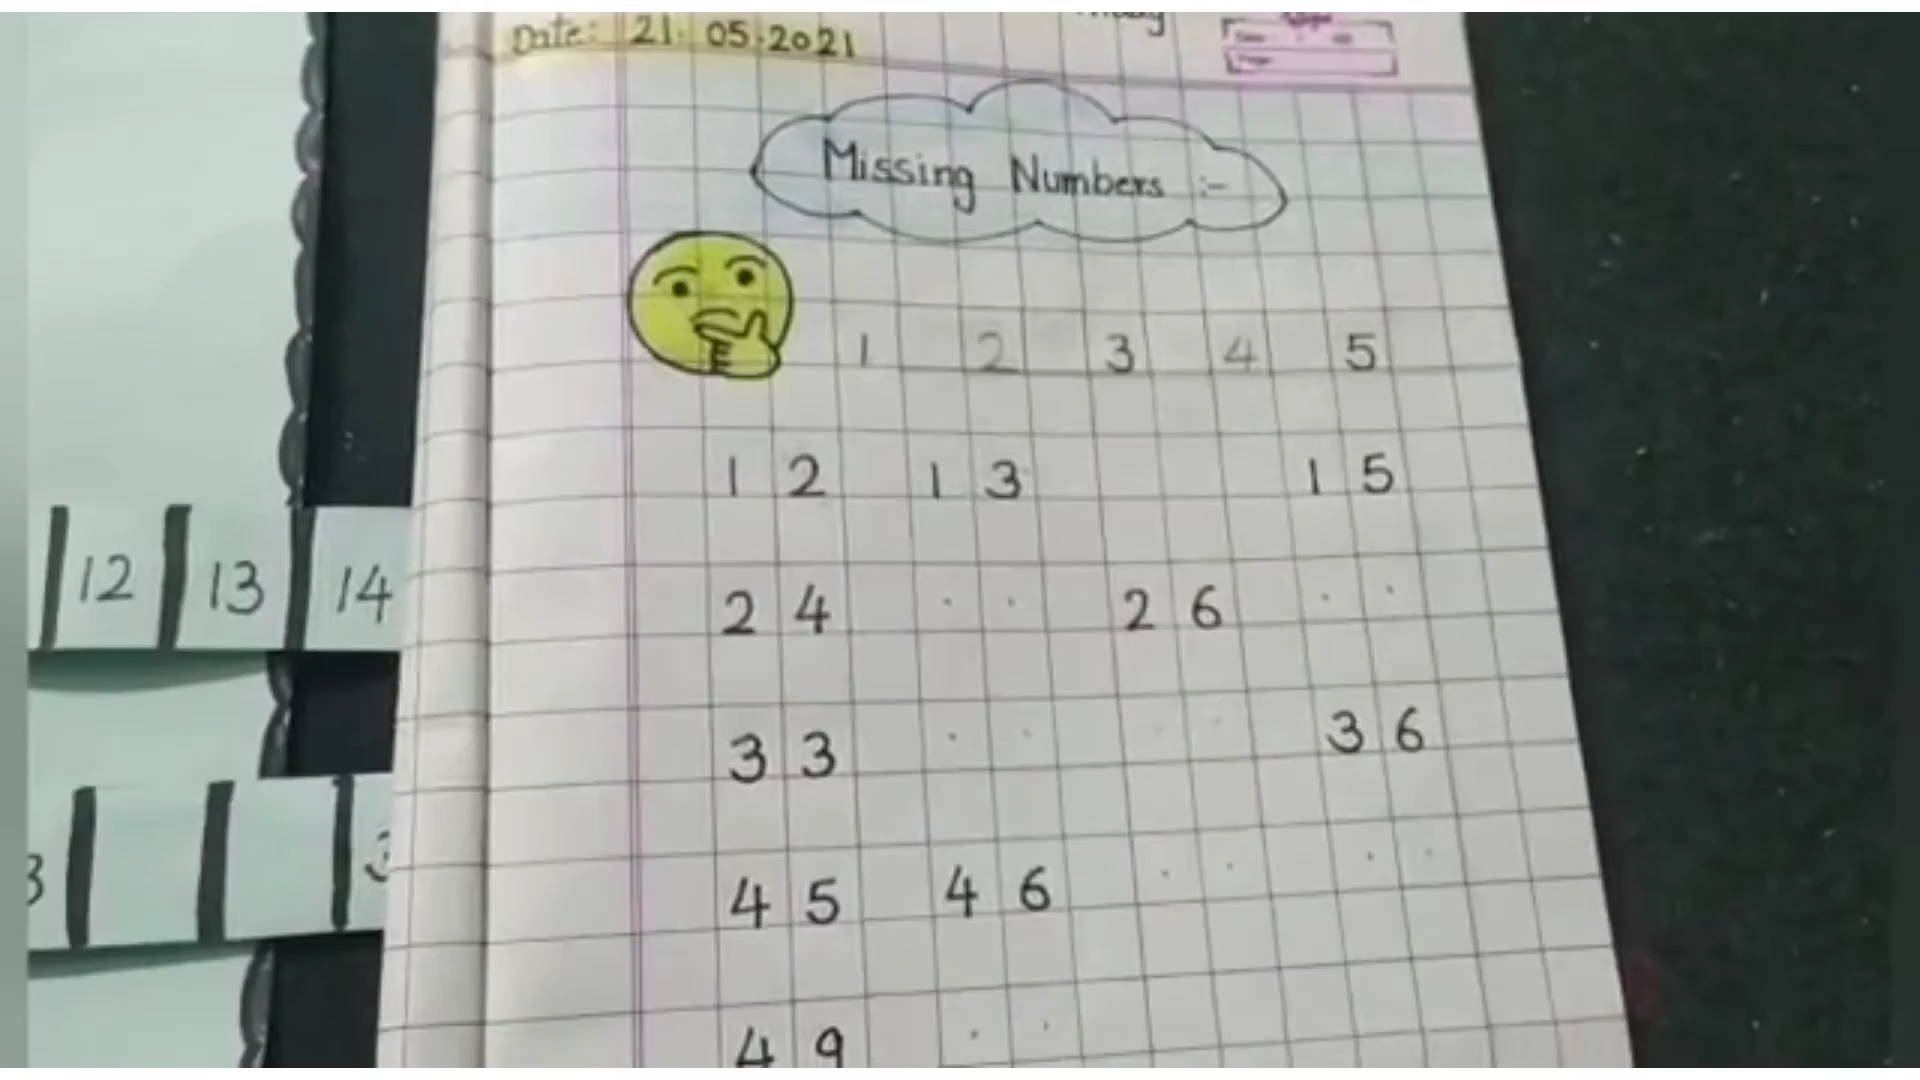 Date: 21.05.2021
Missing Numbers :-
1 2 3 4 5
12 13 15
24 . . 26 . .
33 . . . . 36
45 46 . . . .
49 . .
12 13 14
3